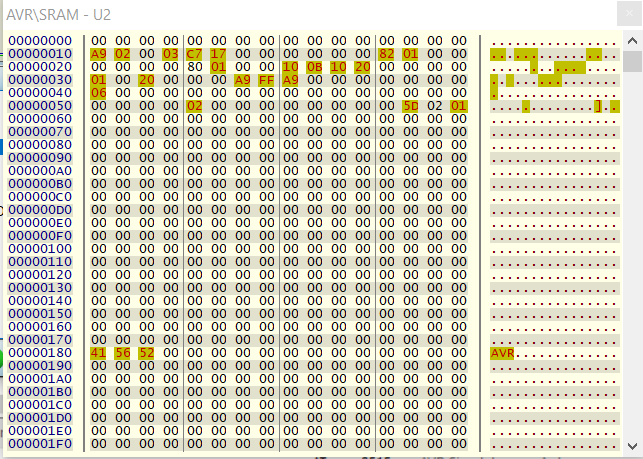 AVR\SRAM - U2
00000000 00 00 00 00 00 00 00 00 00 00 00 00 00 00 00 00 ................
00000010 A9 02 00 03 C7 17 00 00 00 00 00 00 82 01 00 00 ................
00000020 00 00 00 00 80 01 00 00 10 0B 10 20 00 00 00 00 ................
00000030 01 00 20 00 00 00 A9 FF A9 00 00 00 00 00 00 00 ................
00000040 06 00 00 00 00 00 00 00 00 00 00 00 00 00 00 00 ................
00000050 00 00 00 00 02 00 00 00 00 00 00 00 00 5D 02 01 .............]..
00000060 00 00 00 00 00 00 00 00 00 00 00 00 00 00 00 00 ................
00000070 00 00 00 00 00 00 00 00 00 00 00 00 00 00 00 00 ................
00000080 00 00 00 00 00 00 00 00 00 00 00 00 00 00 00 00 ................
00000090 00 00 00 00 00 00 00 00 00 00 00 00 00 00 00 00 ................
000000A0 00 00 00 00 00 00 00 00 00 00 00 00 00 00 00 00 ................
000000B0 00 00 00 00 00 00 00 00 00 00 00 00 00 00 00 00 ................
000000C0 00 00 00 00 00 00 00 00 00 00 00 00 00 00 00 00 ................
000000D0 00 00 00 00 00 00 00 00 00 00 00 00 00 00 00 00 ................
000000E0 00 00 00 00 00 00 00 00 00 00 00 00 00 00 00 00 ................
000000F0 00 00 00 00 00 00 00 00 00 00 00 00 00 00 00 00 ................
00000100 00 00 00 00 00 00 00 00 00 00 00 00 00 00 00 00 ................
00000110 00 00 00 00 00 00 00 00 00 00 00 00 00 00 00 00 ................
00000120 00 00 00 00 00 00 00 00 00 00 00 00 00 00 00 00 ................
00000130 00 00 00 00 00 00 00 00 00 00 00 00 00 00 00 00 ................
00000140 00 00 00 00 00 00 00 00 00 00 00 00 00 00 00 00 ................
00000150 00 00 00 00 00 00 00 00 00 00 00 00 00 00 00 00 ................
00000160 00 00 00 00 00 00 00 00 00 00 00 00 00 00 00 00 ................
00000170 00 00 00 00 00 00 00 00 00 00 00 00 00 00 00 00 ................
00000180 41 56 52 00 00 00 00 00 00 00 00 00 00 00 00 00 AVR.............
00000190 00 00 00 00 00 00 00 00 00 00 00 00 00 00 00 00 ................
000001A0 00 00 00 00 00 00 00 00 00 00 00 00 00 00 00 00 ................
000001B0 00 00 00 00 00 00 00 00 00 00 00 00 00 00 00 00 ................
000001C0 00 00 00 00 00 00 00 00 00 00 00 00 00 00 00 00 ................
000001D0 00 00 00 00 00 00 00 00 00 00 00 00 00 00 00 00 ................
000001E0 00 00 00 00 00 00 00 00 00 00 00 00 00 00 00 00 ................
000001F0 00 00 00 00 00 00 00 00 00 00 00 00 00 00 00 00 ................